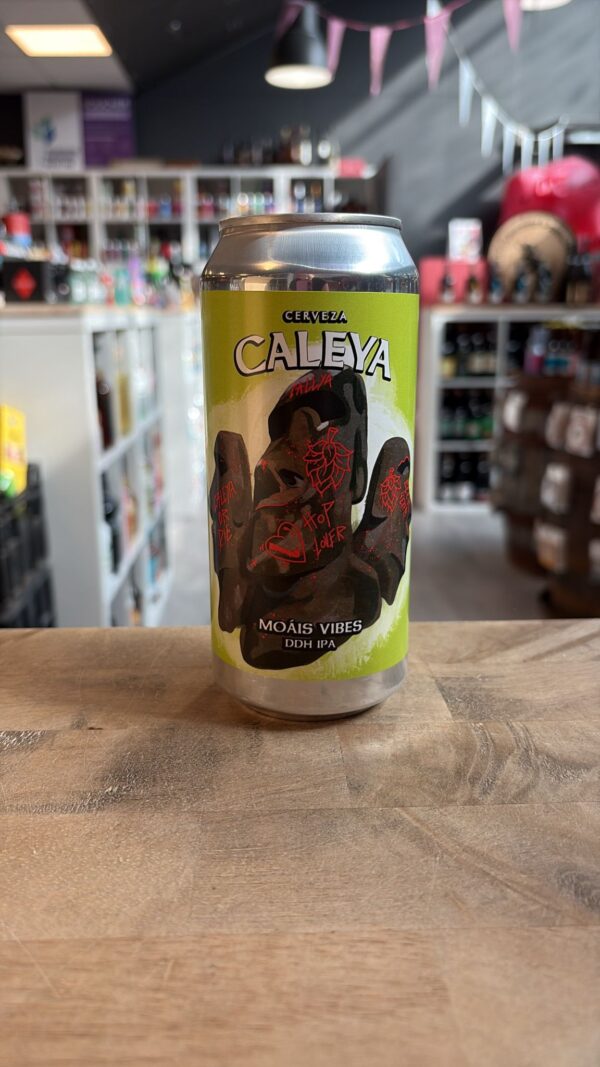 CERVEZA
CALEYA
HOP
LOVER
MOÁIS VIBES
DDH IPA